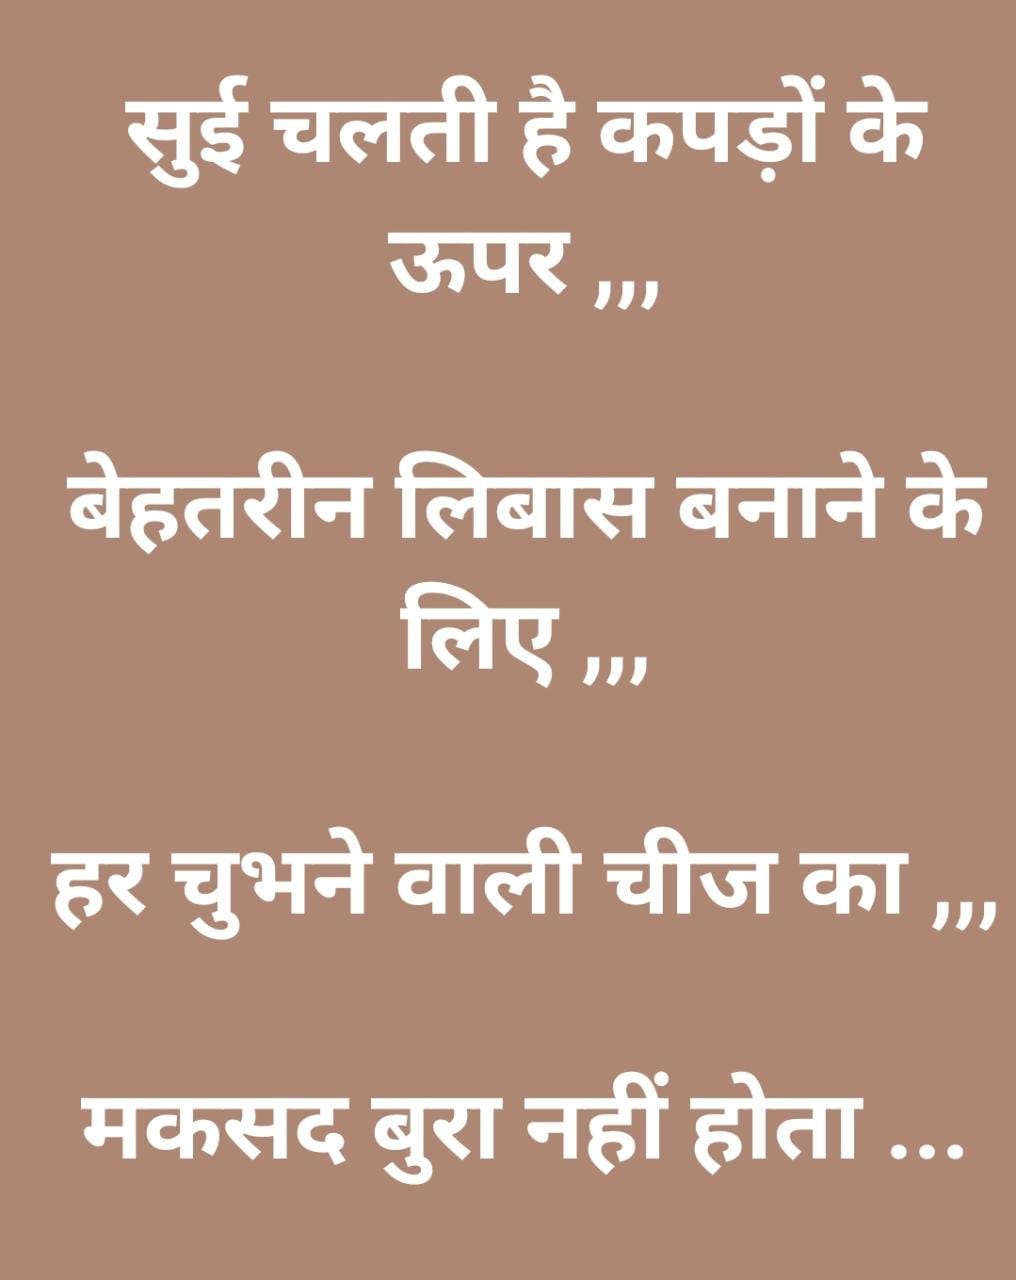 सुई चलती है कपड़ों के
ऊपर ,,,
बेहतरीन लिबास बनाने के
लिए ,,,
हर चुभने वाली चीज का ,,,
मकसद बुरा नहीं होता ...